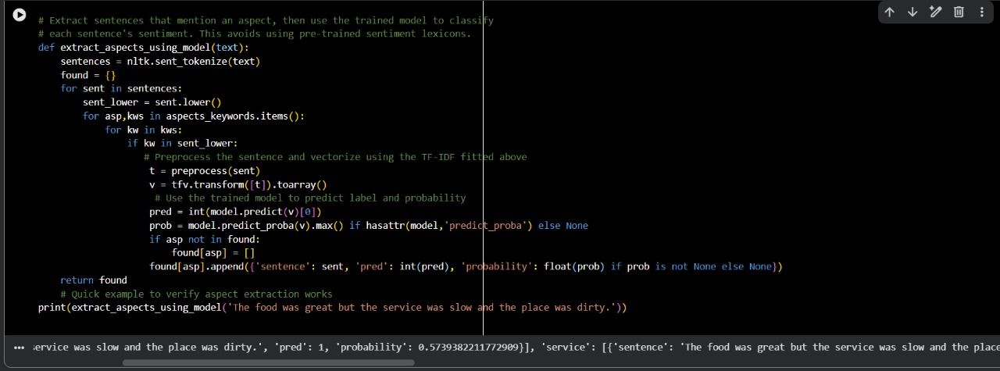 # Extract sentences that mention an aspect, then use the trained model to classify
# each sentence's sentiment. This avoids using pre-trained sentiment lexicons.
def extract_aspects_using_model(text):
    sentences = nltk.sent_tokenize(text)
    found = {}
    for sent in sentences:
        sent_lower = sent.lower()
        for asp,kws in aspects_keywords.items():
            for kw in kws:
                if kw in sent_lower:
                   # Preprocess the sentence and vectorize using the TF-IDF fitted above
                    t = preprocess(sent)
                    v = tfv.transform([t]).toarray()
                     # Use the trained model to predict label and probability
                    pred = int(model.predict(v)[0])
                    prob = model.predict_proba(v).max() if hasattr(model,'predict_proba') else None
                    if asp not in found:
                        found[asp] = []
                    found[asp].append({'sentence': sent, 'pred': int(pred), 'probability': float(prob) if prob is not None else None})
    return found
    # Quick example to verify aspect extraction works
print(extract_aspects_using_model('The food was great but the service was slow and the place was dirty.'))
service was slow and the place was dirty.', 'pred': 1, 'probability': 0.5739382211772909}], 'service': [{'sentence': 'The food was great but the service was slow and the place